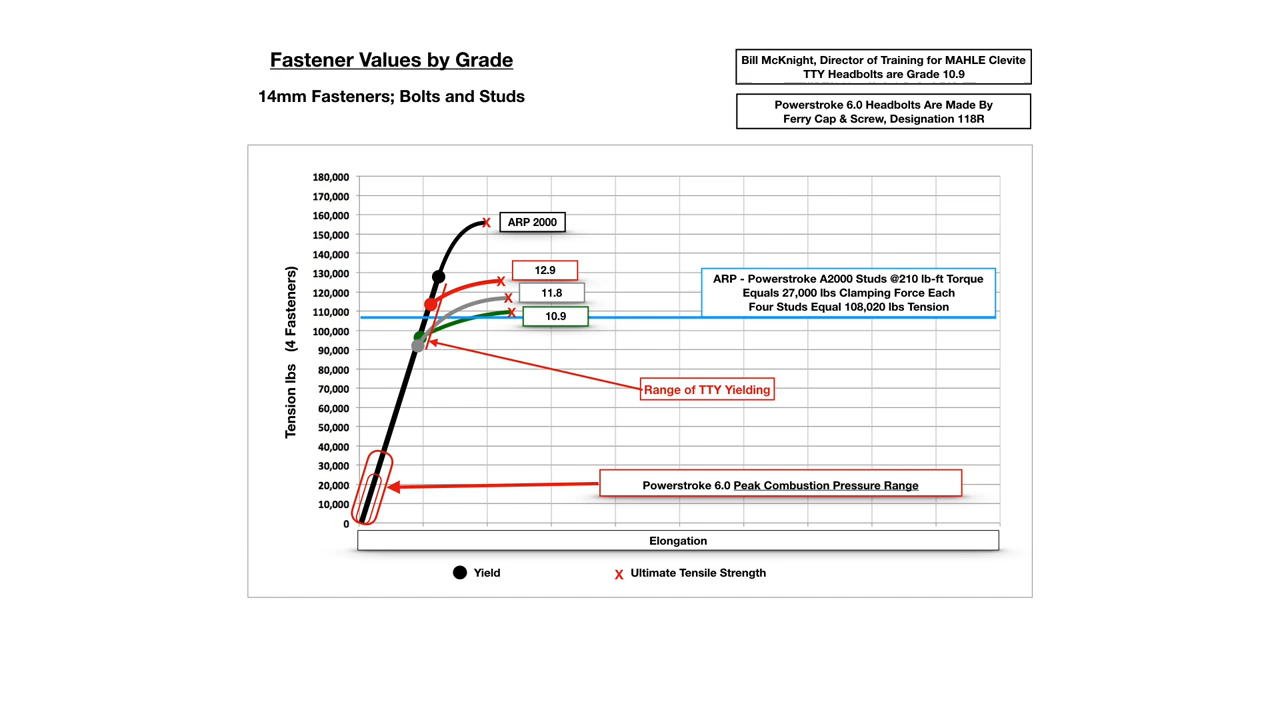 Fastener Values by Grade
14mm Fasteners; Bolts and Studs
Bill McKnight, Director of Training for MAHLE Clevite
TTY Headbolts are Grade 10.9
Powerstroke 6.0 Headbolts Are Made By
Ferry Cap & Screw, Designation 118R
Tension lbs (4 Fasteners)
180,000
170,000
160,000
150,000
140,000
130,000
120,000
110,000
100,000
90,000
80,000
70,000
60,000
50,000
40,000
30,000
20,000
10,000
0
X ARP 2000
X 12.9
X 11.8
X 10.9
ARP - Powerstroke A2000 Studs @210 lb-ft Torque
Equals 27,000 lbs Clamping Force Each
Four Studs Equal 108,020 lbs Tension
Range of TTY Yielding
Powerstroke 6.0 Peak Combustion Pressure Range
Elongation
Yield
X Ultimate Tensile Strength